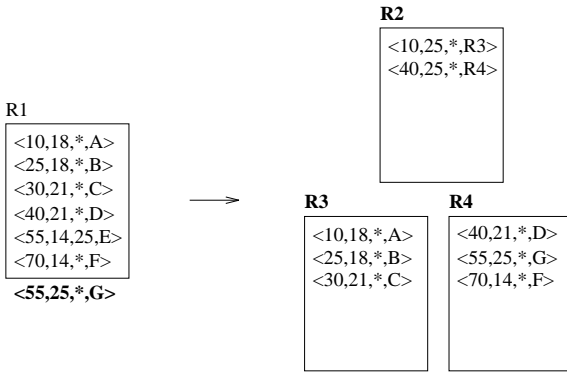 R1
<10,18,*,A>
<25,18,*,B>
<30,21,*,C>
<40,21,*,D>
<55,14,25,E>
<70,14,*,F>
<55,25,*,G>
R2
<10,25,*,R3>
<40,25,*,R4>
R3
<10,18,*,A>
<25,18,*,B>
<30,21,*,C>
R4
<40,21,*,D>
<55,25,*,G>
<70,14,*,F>